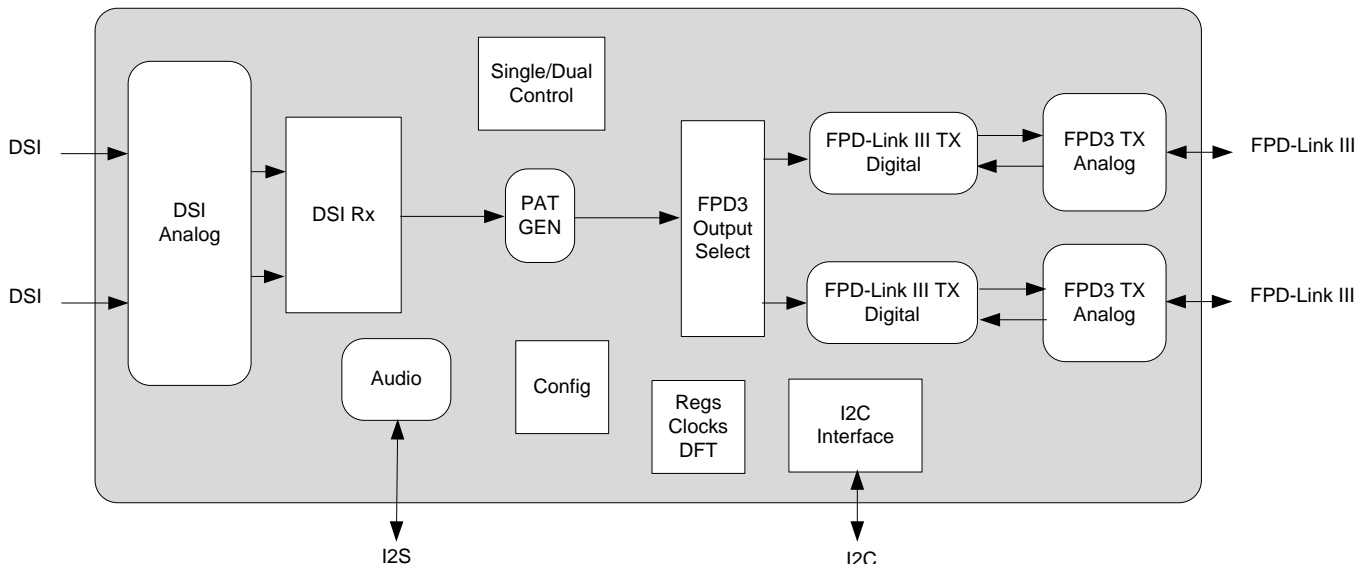 Single/Dual
Control
DSI
DSI
DSI
Analog
DSI Rx
PAT
GEN
FPD3
Output
Select
FPD-Link III TX
Digital
FPD3 TX
Analog
FPD-Link III
FPD-Link III TX
Digital
FPD3 TX
Analog
FPD-Link III
Audio
Config
Regs
Clocks
DFT
I2C
Interface
I2S
I2C